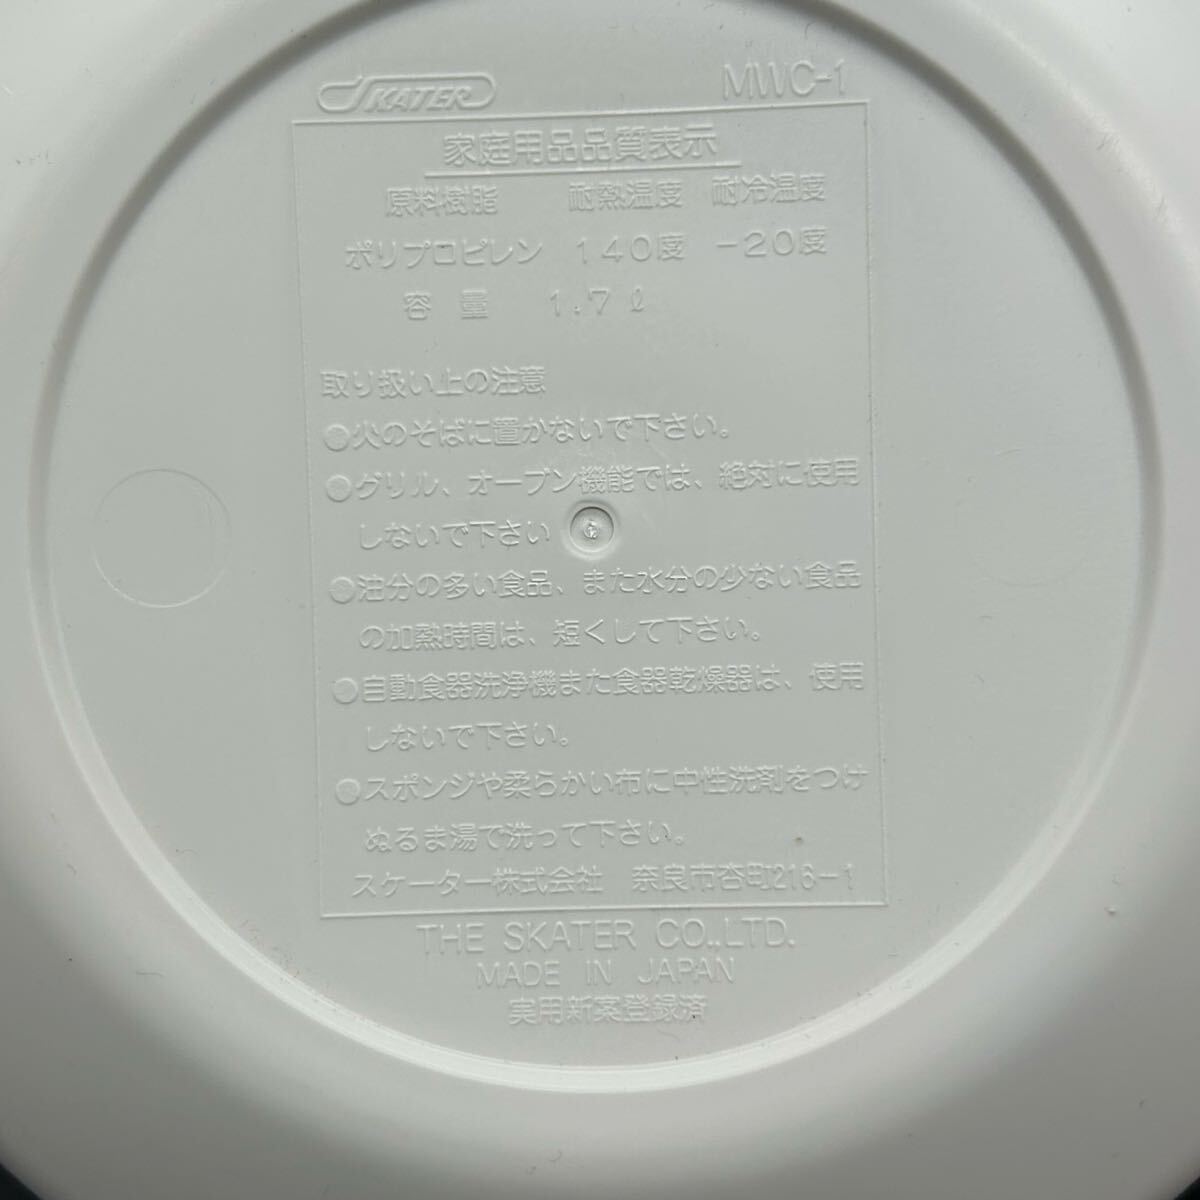 SKATER MWC-1
家庭用品品質表示
原料樹脂 耐熱温度 耐冷温度
ポリプロピレン 140度 -20度
容量 1.7ℓ
取り扱い上の注意
●火のそばに置かないで下さい。
●グリル、オーブン機能では、絶対に使用
しないで下さい
●油分の多い食品、また水分の少ない食品
の加熱時間は、短くして下さい。
●自動食器洗浄機また食器乾燥器は、使用
しないで下さい。
●スポンジや柔らかい布に中性洗剤をつけ
ぬるま湯で洗って下さい。
スケーター株式会社 奈良市杏町216-1
THE SKATER CO.,LTD.
MADE IN JAPAN
実用新案登録済